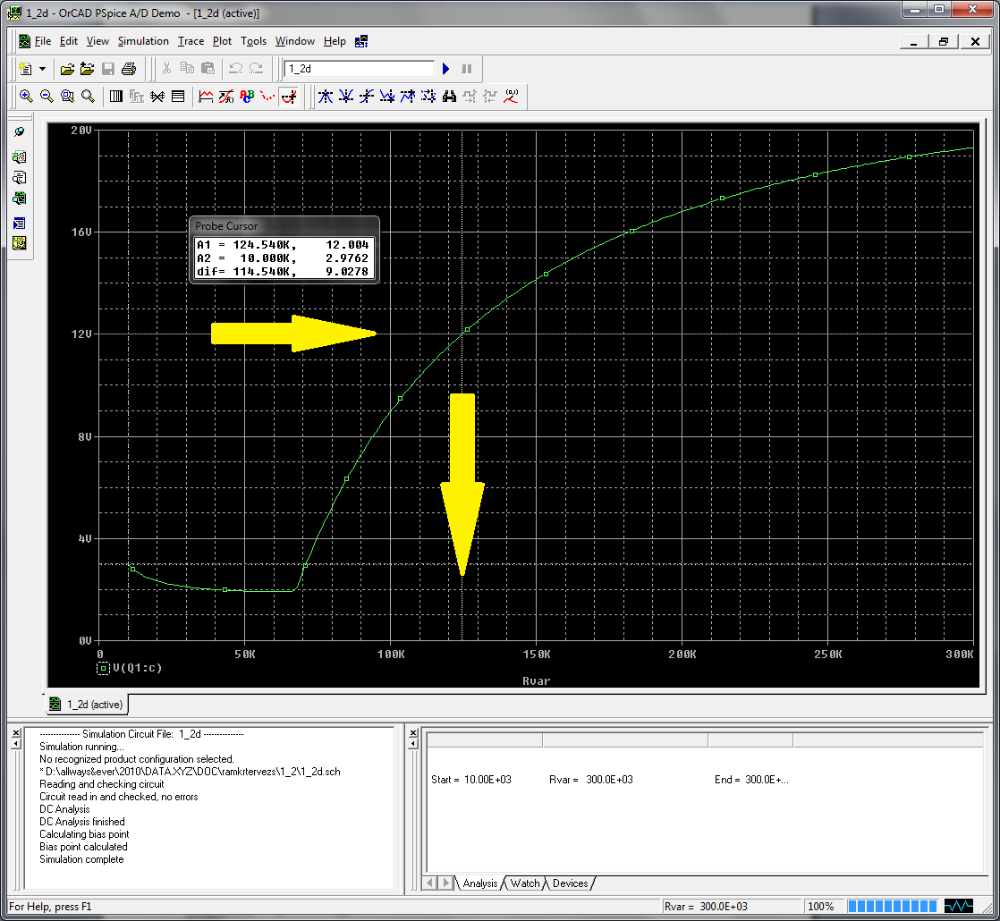 1_2d - OrCAD PSpice A/D Demo - [1_2d (active)]
File Edit View Simulation Trace Plot Tools Window Help
1_2d
20V
16V
12V
8V
4V
0V
Probe Cursor
A1 = 124.540K, 12.004
A2 = 10.000K, 2.9762
dif= 114.540K, 9.0278
0 50K 100K 150K 200K 250K 300K
V(Q1:c)
Rvar
1_2d (active)
--------------- Simulation Circuit File: 1_2d ---------------
Simulation running...
No recognized product configuration selected.
* D:\allways&ever\2010\DATA.XYZ\DOC\ramkrtervezs\1_2\1_2d.sch
Reading and checking circuit
Circuit read in and checked, no errors
DC Analysis
DC Analysis finished
Calculating bias point
Bias point calculated
Simulation complete
Start = 10.00E+03 Rvar = 300.0E+03 End = 300.0E+...
Analysis Watch Devices
For Help, press F1 Rvar = 300.0E+03 100%